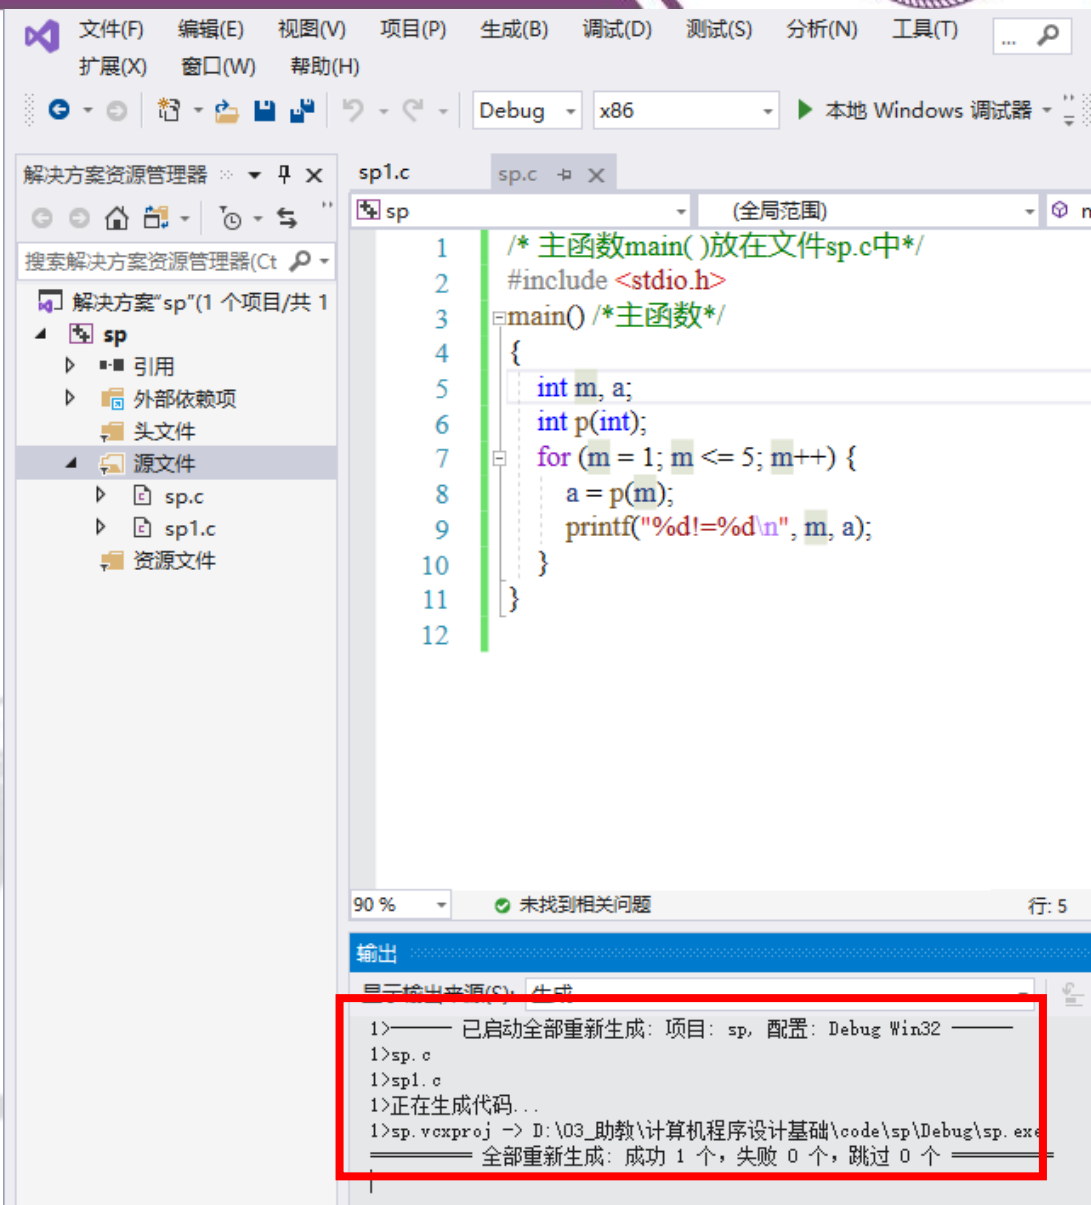 文件(F) 编辑(E) 视图(V) 项目(P) 生成(B) 调试(D) 测试(S) 分析(N) 工具(T) ...
扩展(X) 窗口(W) 帮助(H)
Debug x86 本地 Windows 调试器
解决方案资源管理器
搜索解决方案资源管理器(Ct
解决方案"sp"(1 个项目/共 1
sp
引用
外部依赖项
头文件
源文件
sp.c
sp1.c
资源文件
sp1.c sp.c
sp (全局范围)
1 /* 主函数main( )放在文件sp.c中*/
2 #include <stdio.h>
3 main() /*主函数*/
4 {
5 int m, a;
6 int p(int);
7 for (m = 1; m <= 5; m++) {
8 a = p(m);
9 printf("%d!=%d\n", m, a);
10 }
11 }
12
90 % 未找到相关问题 行: 5
输出
显示输出来源(S): 生成
1>—— 已启动全部重新生成: 项目: sp, 配置: Debug Win32 ——
1>sp.c
1>sp1.c
1>正在生成代码...
1>sp.vcxproj -> D:\03_助教\计算机程序设计基础\code\sp\Debug\sp.exe
========== 全部重新生成: 成功 1 个，失败 0 个，跳过 0 个 ==========